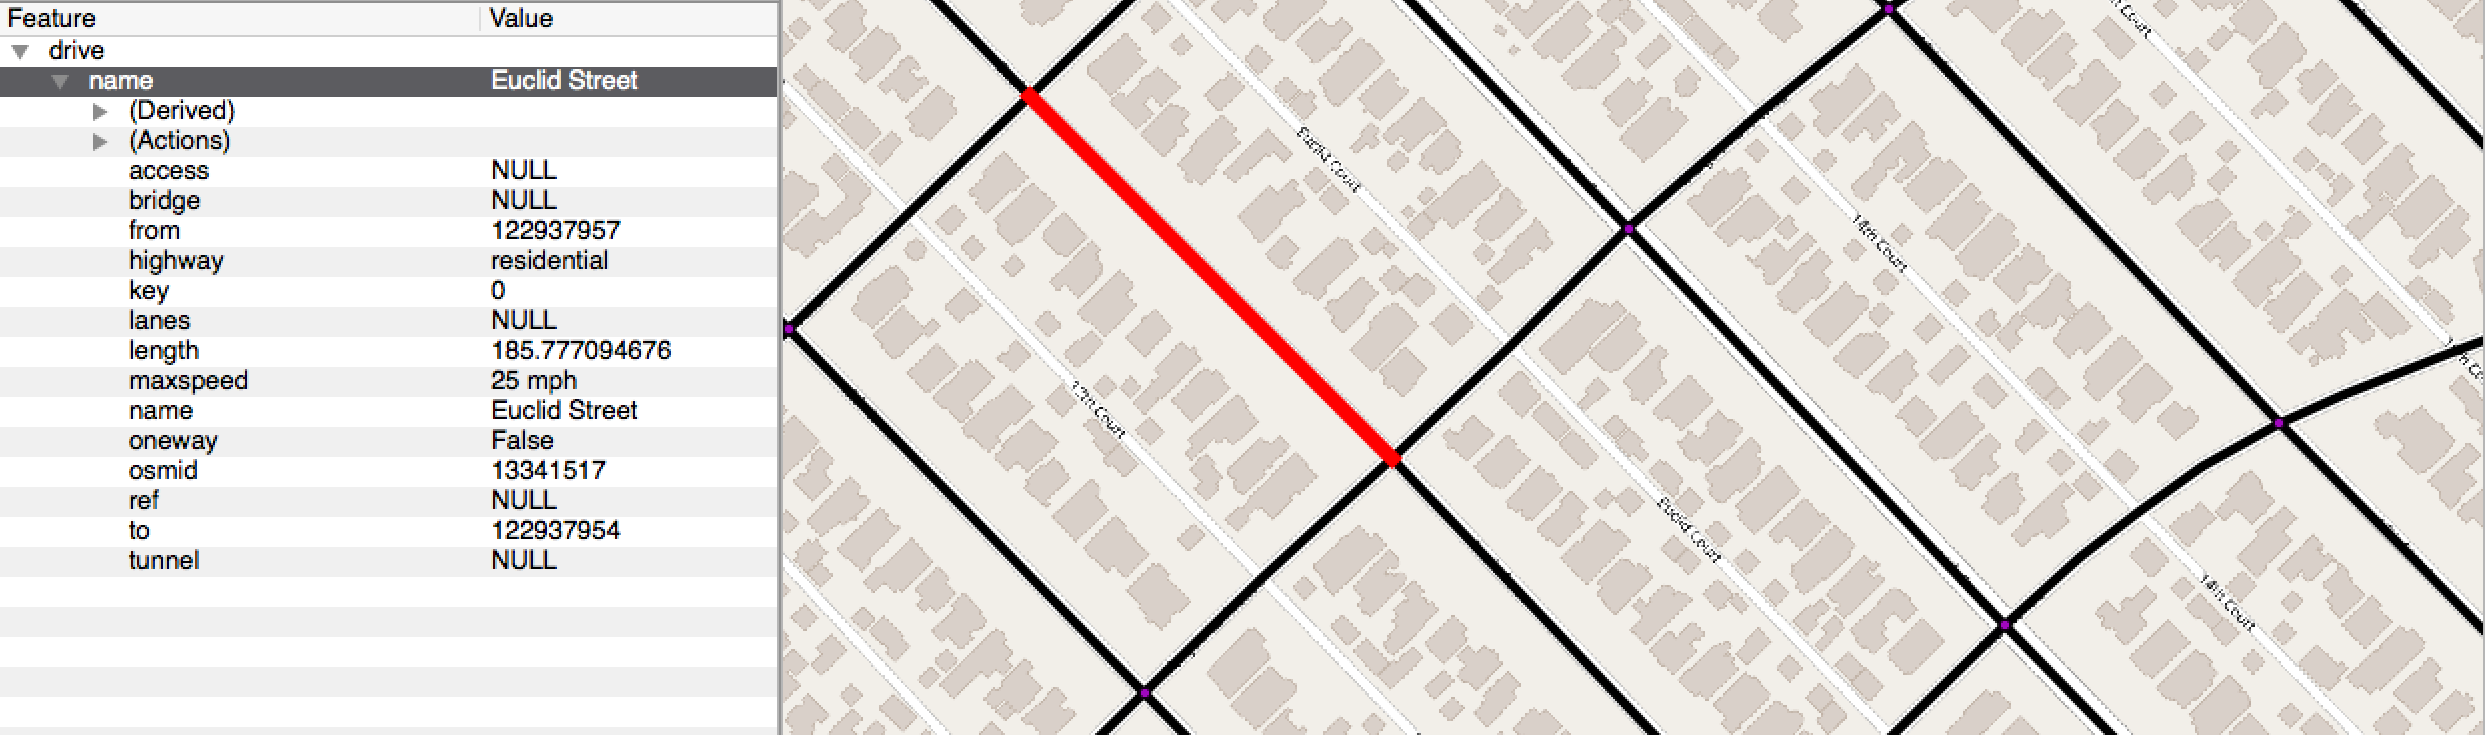 Feature Value
drive
name Euclid Street
(Derived)
(Actions)
access NULL
bridge NULL
from 122937957
highway residential
key 0
lanes NULL
length 185.777094676
maxspeed 25 mph
name Euclid Street
oneway False
osmid 13341517
ref NULL
to 122937954
tunnel NULL
Court
Euclid Court
14th Court
13th Court
Euclid Court
14th Court